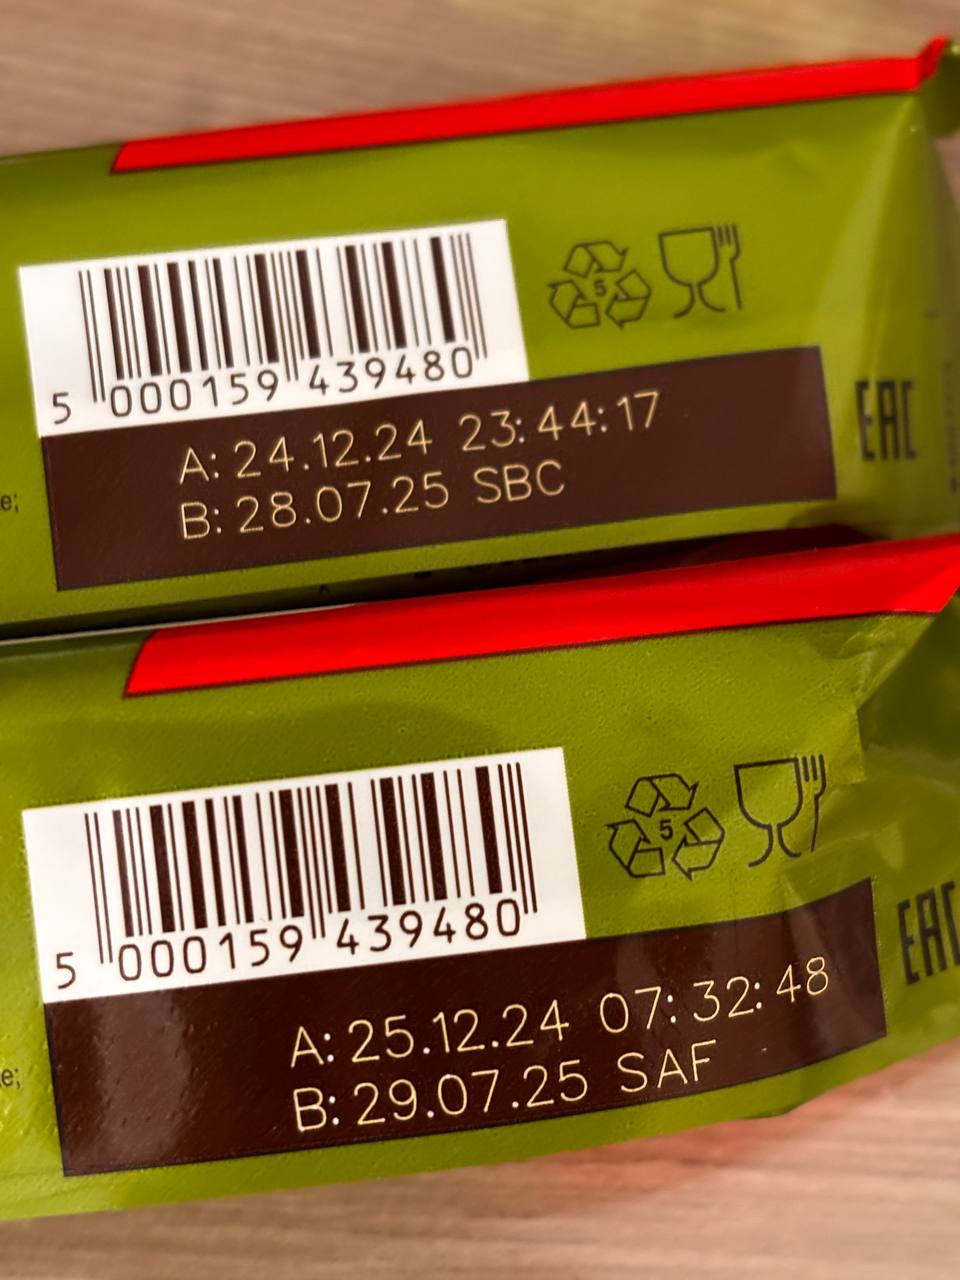 5 000159 439480
5
A: 24.12.24 23:44:17
B: 28.07.25 SBC
EAC
e;
5 000159 439480
5
A: 25.12.24 07:32:48
B: 29.07.25 SAF
EAC
e;